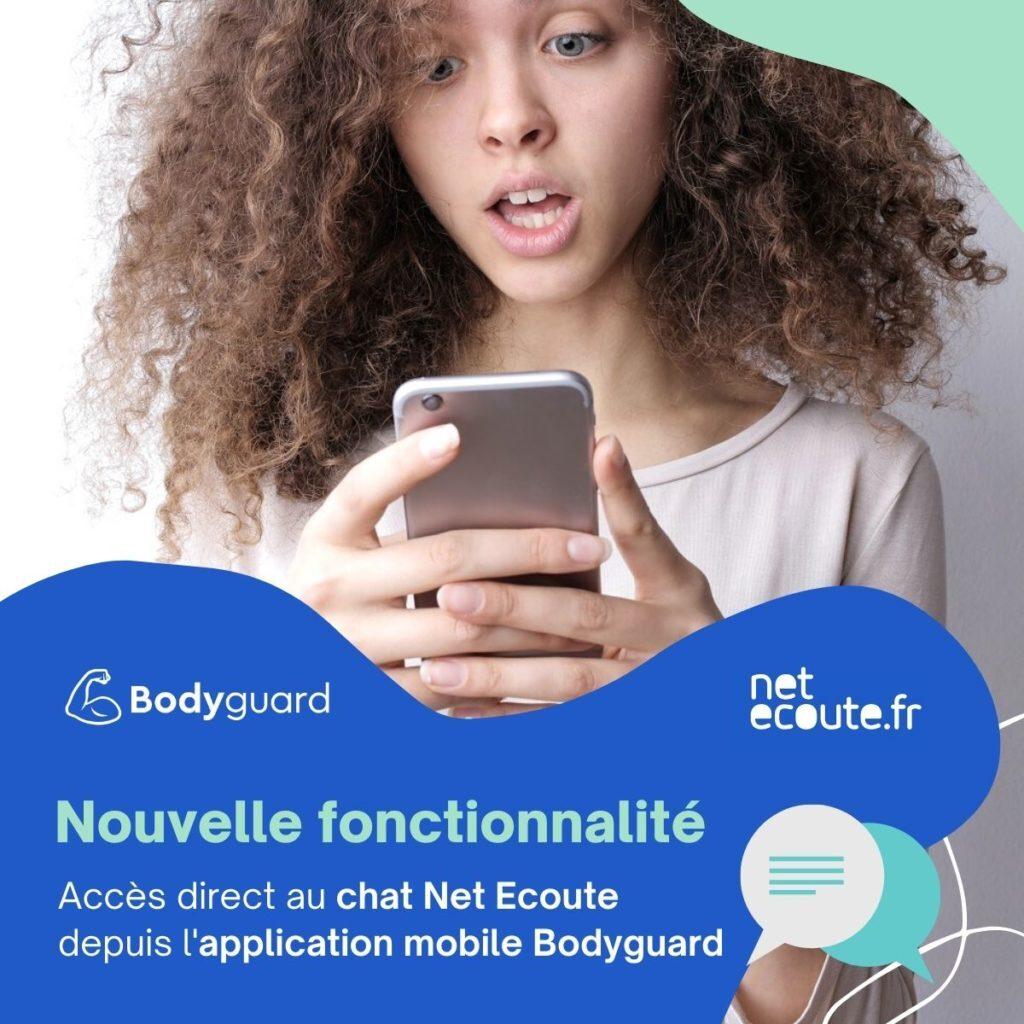 Bodyguard
net
ecoute.fr
Nouvelle fonctionnalité
Accès direct au chat Net Ecoute
depuis l'application mobile Bodyguard